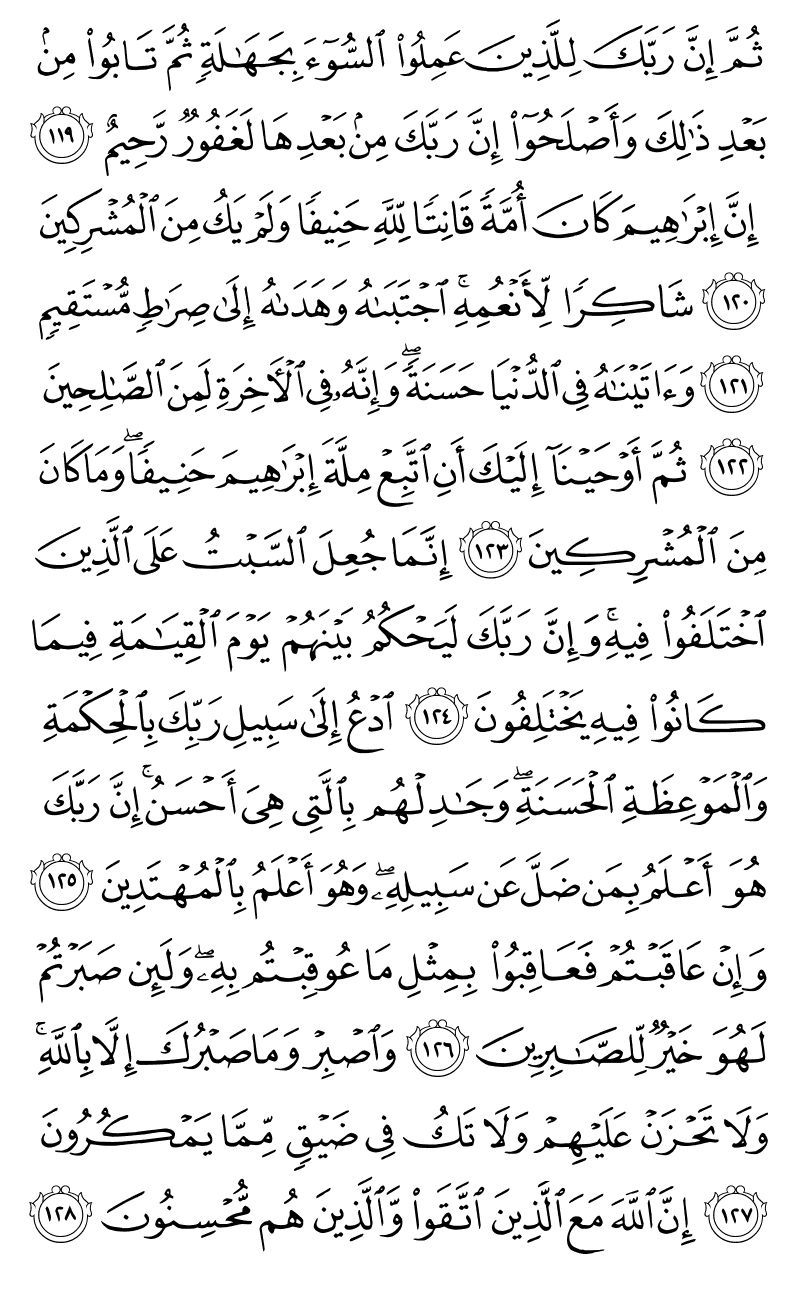 ثُمَّ إِنَّ رَبَّكَ لِلَّذِينَ عَمِلُوا۟ ٱلسُّوٓءَ بِجَهَـٰلَةٍۢ ثُمَّ تَابُوا۟ مِنۢ
بَعْدِ ذَٰلِكَ وَأَصْلَحُوٓا۟ إِنَّ رَبَّكَ مِنۢ بَعْدِهَا لَغَفُورٌۭ رَّحِيمٌ ١١٩
إِنَّ إِبْرَٰهِيمَ كَانَ أُمَّةًۭ قَانِتًۭا لِّلَّهِ حَنِيفًۭا وَلَمْ يَكُ مِنَ ٱلْمُشْرِكِينَ
١٢٠ شَاكِرًۭا لِّأَنْعُمِهِ ۚ ٱجْتَبَىٰهُ وَهَدَىٰهُ إِلَىٰ صِرَٰطٍۢ مُّسْتَقِيمٍۢ
١٢١ وَءَاتَيْنَـٰهُ فِى ٱلدُّنْيَا حَسَنَةًۭ ۖ وَإِنَّهُۥ فِى ٱلْـَٔاخِرَةِ لَمِنَ ٱلصَّـٰلِحِينَ
١٢٢ ثُمَّ أَوْحَيْنَآ إِلَيْكَ أَنِ ٱتَّبِعْ مِلَّةَ إِبْرَٰهِيمَ حَنِيفًۭا ۖ وَمَا كَانَ
مِنَ ٱلْمُشْرِكِينَ ١٢٣ إِنَّمَا جُعِلَ ٱلسَّبْتُ عَلَى ٱلَّذِينَ
ٱخْتَلَفُوا۟ فِيهِ ۚ وَإِنَّ رَبَّكَ لَيَحْكُمُ بَيْنَهُمْ يَوْمَ ٱلْقِيَـٰمَةِ فِيمَا
كَانُوا۟ فِيهِ يَخْتَلِفُونَ ١٢٤ ٱدْعُ إِلَىٰ سَبِيلِ رَبِّكَ بِٱلْحِكْمَةِ
وَٱلْمَوْعِظَةِ ٱلْحَسَنَةِ ۖ وَجَـٰدِلْهُم بِٱلَّتِى هِىَ أَحْسَنُ ۚ إِنَّ رَبَّكَ
هُوَ أَعْلَمُ بِمَن ضَلَّ عَن سَبِيلِهِۦ ۖ وَهُوَ أَعْلَمُ بِٱلْمُهْتَدِينَ ١٢٥
وَإِنْ عَاقَبْتُمْ فَعَاقِبُوا۟ بِمِثْلِ مَا عُوقِبْتُم بِهِۦ ۖ وَلَئِن صَبَرْتُمْ
لَهُوَ خَيْرٌۭ لِّلصَّـٰبِرِينَ ١٢٦ وَٱصْبِرْ وَمَا صَبْرُكَ إِلَّا بِٱللَّهِ ۚ
وَلَا تَحْزَنْ عَلَيْهِمْ وَلَا تَكُ فِى ضَيْقٍۢ مِّمَّا يَمْكُرُونَ
١٢٧ إِنَّ ٱللَّهَ مَعَ ٱلَّذِينَ ٱتَّقَوا۟ وَّٱلَّذِينَ هُم مُّحْسِنُونَ ١٢٨